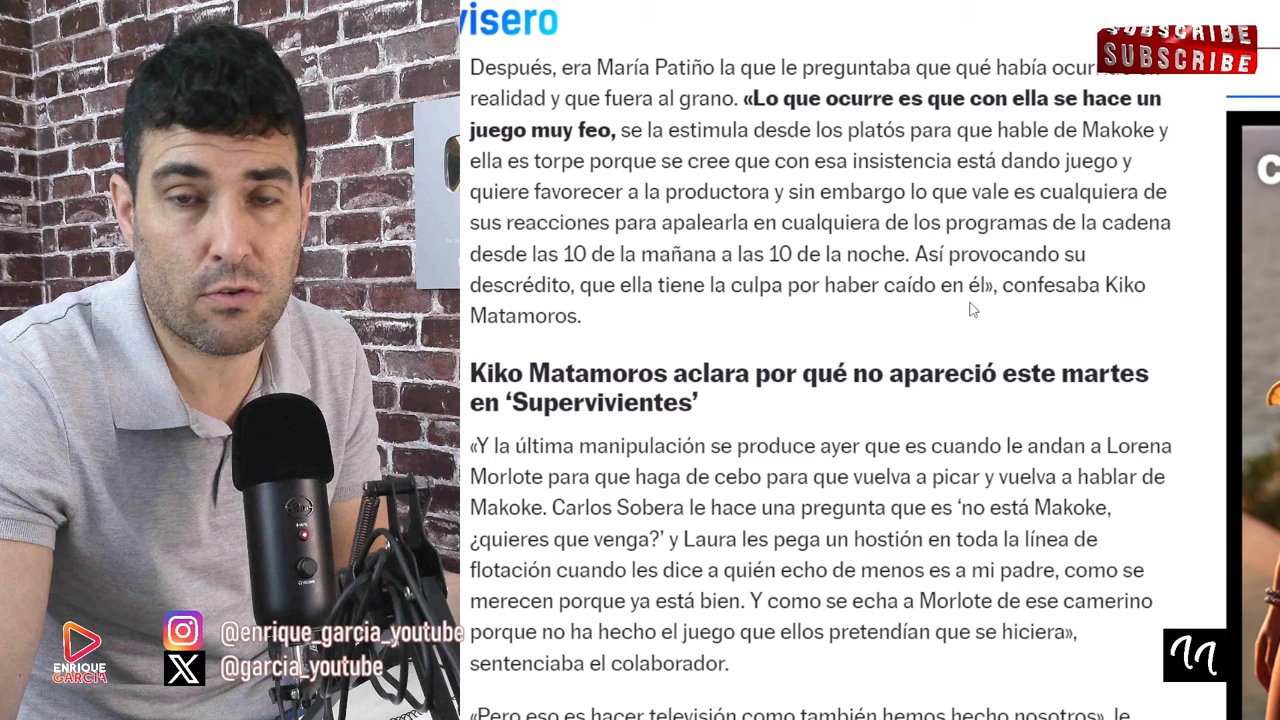 visero
SUBSCRIBE
SUBSCRIBE
Después, era María Patiño la que le preguntaba que qué había
realidad y que fuera al grano. «Lo que ocurre es que con ella se hace un
juego muy feo, se la estimula desde los platós para que hable de Makoke y
ella es torpe porque se cree que con esa insistencia está dando juego y
quiere favorecer a la productora y sin embargo lo que vale es cualquiera de
sus reacciones para apalearla en cualquiera de los programas de la cadena
desde las 10 de la mañana a las 10 de la noche. Así provocando su
descrédito, que ella tiene la culpa por haber caído en él», confesaba Kiko
Matamoros.
Kiko Matamoros aclara por qué no apareció este martes
en ‘Supervivientes’
«Y la última manipulación se produce ayer que es cuando le andan a Lorena
Morlote para que haga de cebo para que vuelva a picar y vuelva a hablar de
Makoke. Carlos Sobera le hace una pregunta que es ‘no está Makoke,
¿quieres que venga?’ y Laura les pega un hostión en toda la línea de
flotación cuando les dice a quién echo de menos es a mi padre, como se
merecen porque ya está bien. Y como se echa a Morlote de ese camerino
porque no ha hecho el juego que ellos pretendían que se hiciera»,
sentenciaba el colaborador.
«Pero eso es hacer televisión como también hemos hecho nosotros», le
ENRIQUE
GARCIA
@enrique_garcia_youtube
@garcia_youtube